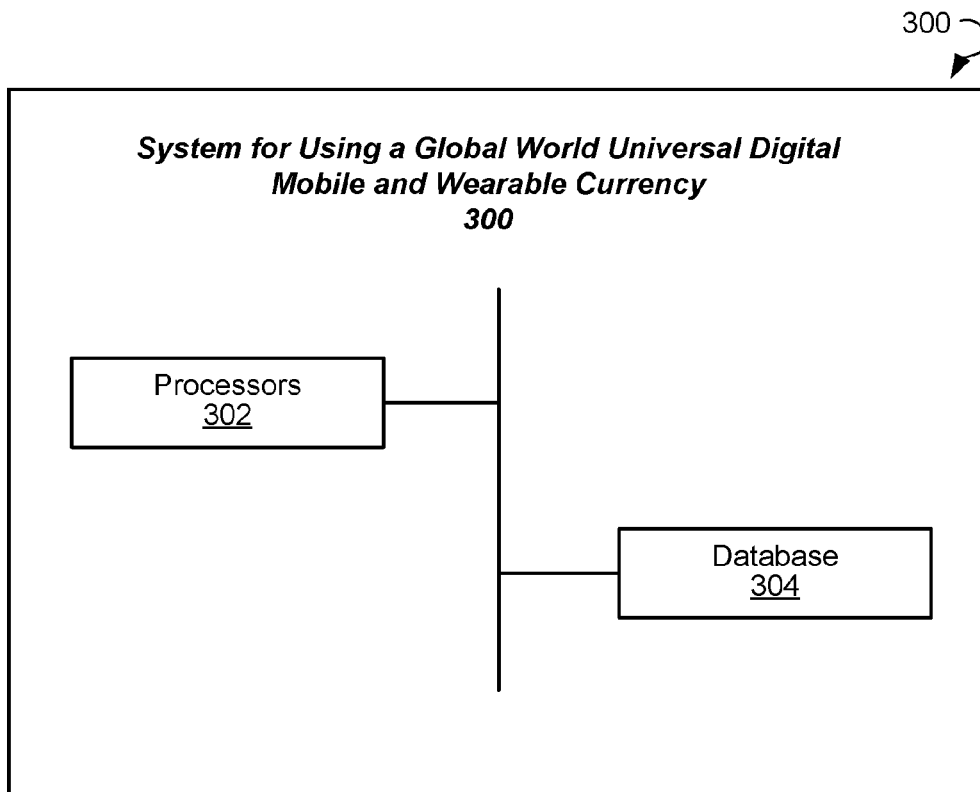 300
System for Using a Global World Universal Digital
Mobile and Wearable Currency
300
Processors
302
Database
304